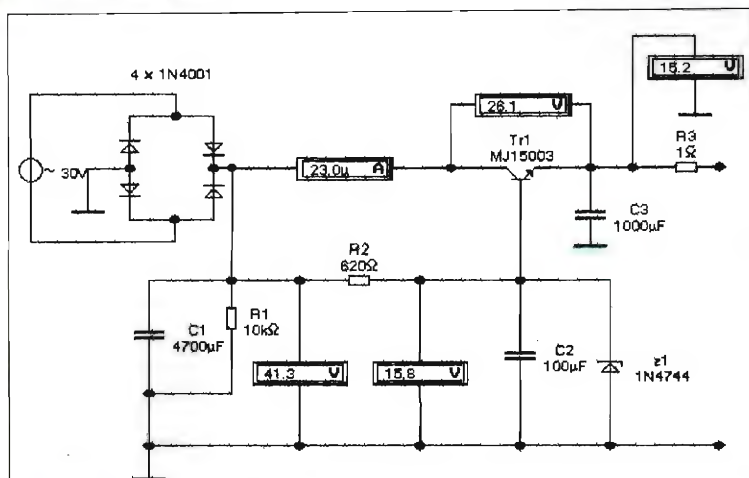 4 x 1N4001
30V
23.0µ A
26.1 V
15.2 V
Tr1
MJ15003
R3
1Ω
C3
1000µF
R2
620Ω
C1
4700µF
R1
10kΩ
41.3 V
15.8 V
C2
100µF
z1
1N4744